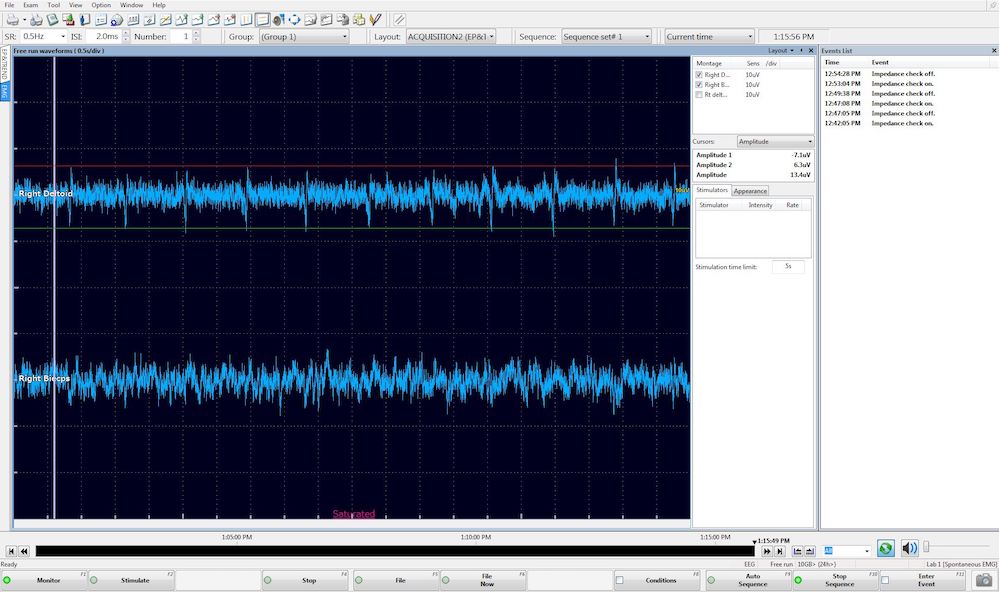 File Exam Tool View Option Window Help
SR: 0.5Hz ISI: 2.0ms Number: 1 Group: (Group 1) Layout: ACQUISITION2 (EP&T Sequence: Sequence set# 1 Current time 1:15:56 PM
EP&TREND
EMG
Free run waveforms ( 0.5s/div )
Layout
Right Deltoid
10uV
Right Biceps
Saturated
Montage Sens /div
Right D... 10uV
Right B... 10uV
Rt delt... 10uV
Cursors: Amplitude
Amplitude 1 -7.1uV
Amplitude 2 6.3uV
Amplitude 13.4uV
Stimulators Appearance
Stimulator Intensity Rate
Stimulation time limit: 5s
Events List
Time Event
12:54:28 PM Impedance check off.
12:53:04 PM Impedance check on.
12:49:38 PM Impedance check off.
12:47:08 PM Impedance check on.
12:47:05 PM Impedance check off.
12:42:05 PM Impedance check on.
1:05:00 PM 1:10:00 PM 1:15:00 PM
1:15:49 PM
All
Ready
EEG Free run 10GB> (24h>) Lab 1 [Spontaneous EMG]
Monitor F1
Stimulate F2
Stop F4
File F5
File Now F6
Conditions F8
Auto Sequence F9
Stop Sequence F10
Enter Event F11